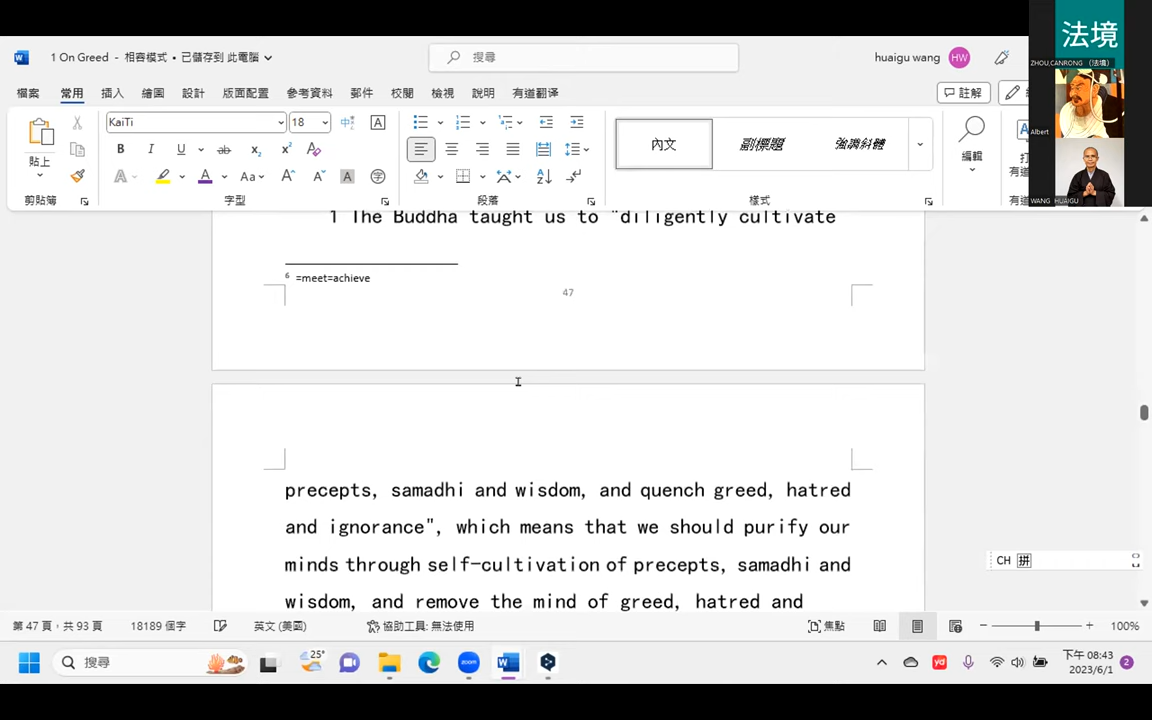 法境
ZHOU,CANRONG (法境)
1 On Greed - 相容模式 • 已儲存到 此電腦
搜尋
huaigu wang
HW
檔案 常用 插入 繪圖 設計 版面配置 參考資料 郵件 校閱 檢視 說明 有道翻译
註解
Albert
KaiTi
18
貼上
內文
副標題
強調斜體
編輯
打
有道
剪貼簿
字型
段落
樣式
WANG HUAIGU
1 The Buddha taught us to "diligently cultivate
6 =meet=achieve
47
precepts, samadhi and wisdom, and quench greed, hatred
and ignorance", which means that we should purify our
minds through self-cultivation of precepts, samadhi and
wisdom, and remove the mind of greed, hatred and
CH 拼
第 47 頁，共 93 頁
18189 個字
英文 (美國)
協助工具: 無法使用
焦點
100%
搜尋
25°
zoom
yd
下午 08:43
2023/6/1
2